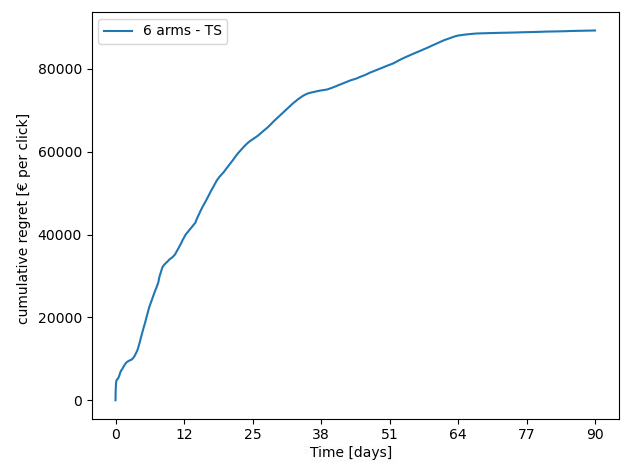 6 arms - TS
80000
60000
40000
20000
0
cumulative regret [€ per click]
0 12 25 38 51 64 77 90
Time [days]